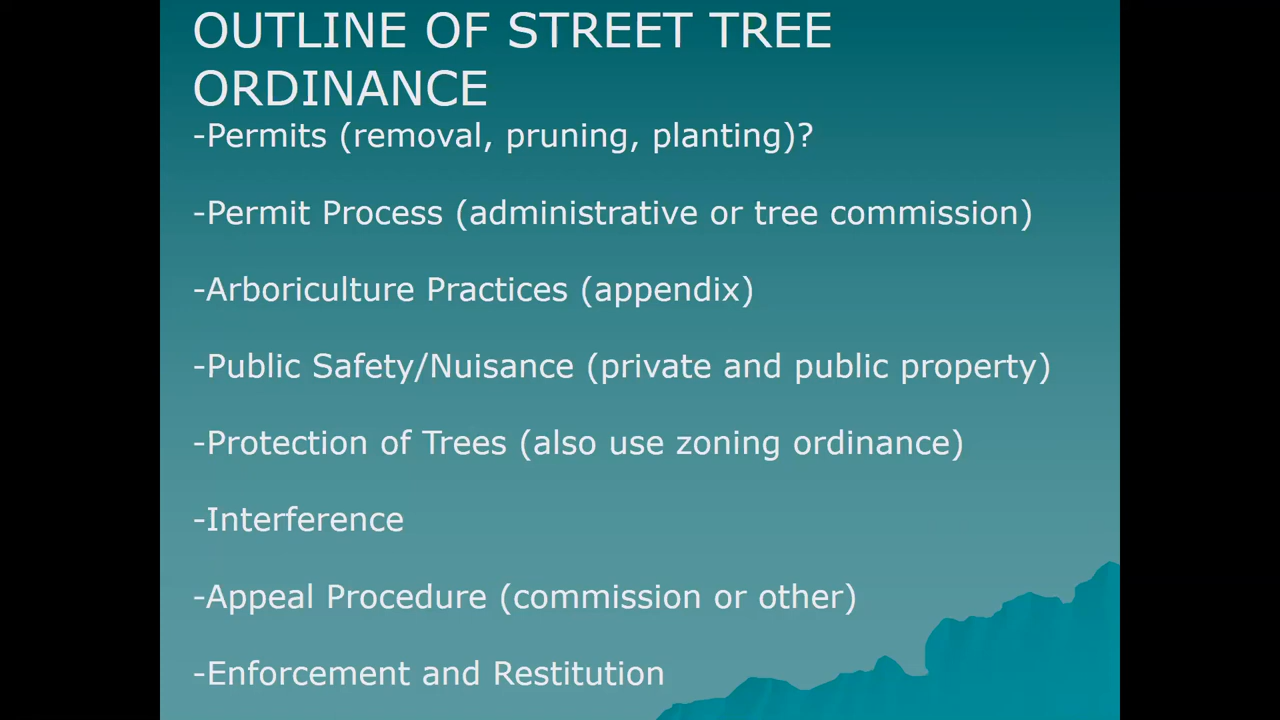 OUTLINE OF STREET TREE
ORDINANCE
-Permits (removal, pruning, planting)?
-Permit Process (administrative or tree commission)
-Arboriculture Practices (appendix)
-Public Safety/Nuisance (private and public property)
-Protection of Trees (also use zoning ordinance)
-Interference
-Appeal Procedure (commission or other)
-Enforcement and Restitution